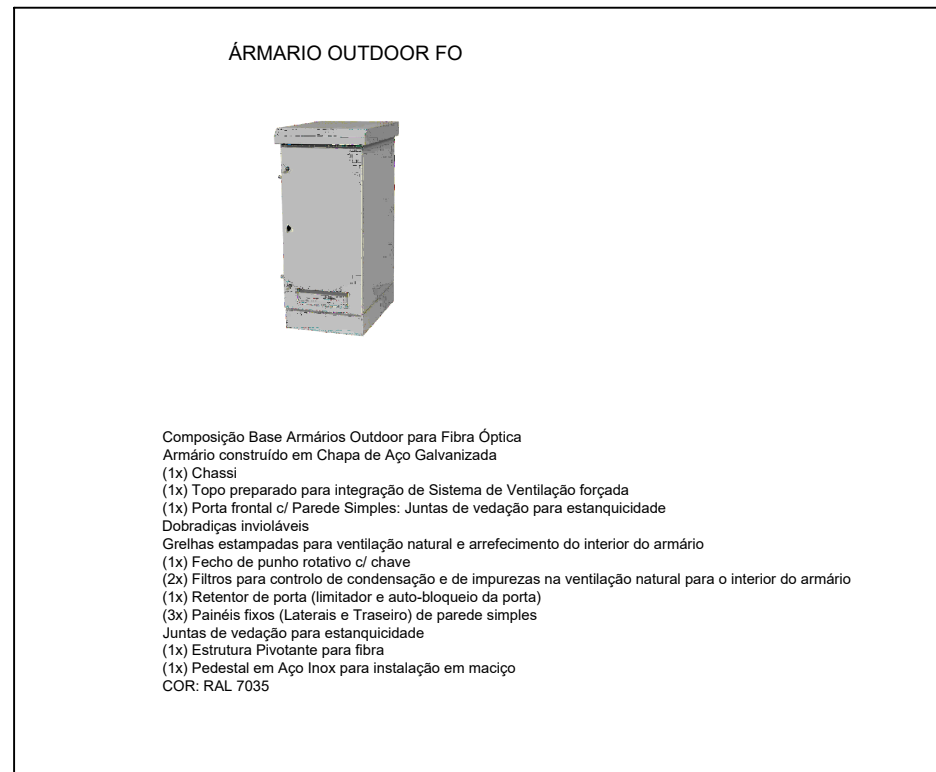 ÁRMARIO OUTDOOR FO
Composição Base Armários Outdoor para Fibra Óptica
Armário construído em Chapa de Aço Galvanizada
(1x) Chassi
(1x) Topo preparado para integração de Sistema de Ventilação forçada
(1x) Porta frontal c/ Parede Simples: Juntas de vedação para estanquicidade
Dobradiças invioláveis
Grelhas estampadas para ventilação natural e arrefecimento do interior do armário
(1x) Fecho de punho rotativo c/ chave
(2x) Filtros para controlo de condensação e de impurezas na ventilação natural para o interior do armário
(1x) Retentor de porta (limitador e auto-bloqueio da porta)
(3x) Painéis fixos (Laterais e Traseiro) de parede simples
Juntas de vedação para estanquicidade
(1x) Estrutura Pivotante para fibra
(1x) Pedestal em Aço Inox para instalação em maciço
COR: RAL 7035